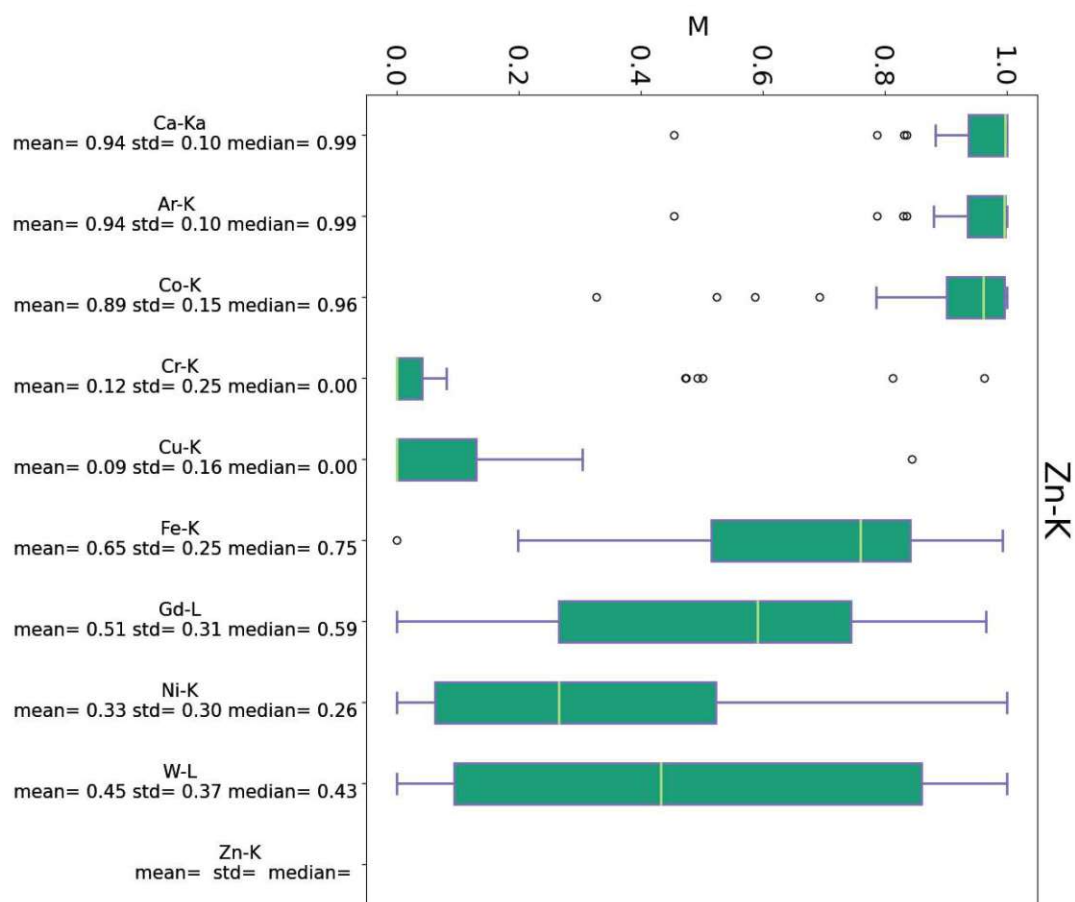 M
0.0
0.2
0.4
0.6
0.8
1.0
Ca-Ka
mean= 0.94 std= 0.10 median= 0.99
Ar-K
mean= 0.94 std= 0.10 median= 0.99
Co-K
mean= 0.89 std= 0.15 median= 0.96
Cr-K
mean= 0.12 std= 0.25 median= 0.00
Cu-K
mean= 0.09 std= 0.16 median= 0.00
Fe-K
mean= 0.65 std= 0.25 median= 0.75
Gd-L
mean= 0.51 std= 0.31 median= 0.59
Ni-K
mean= 0.33 std= 0.30 median= 0.26
W-L
mean= 0.45 std= 0.37 median= 0.43
Zn-K
mean= std= median=
Zn-K